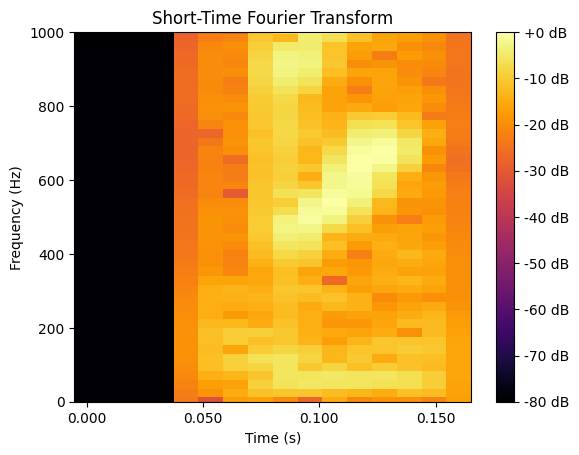 Short-Time Fourier Transform
1000
800
600
400
200
0
Frequency (Hz)
0.000
0.050
0.100
0.150
Time (s)
+0 dB
-10 dB
-20 dB
-30 dB
-40 dB
-50 dB
-60 dB
-70 dB
-80 dB